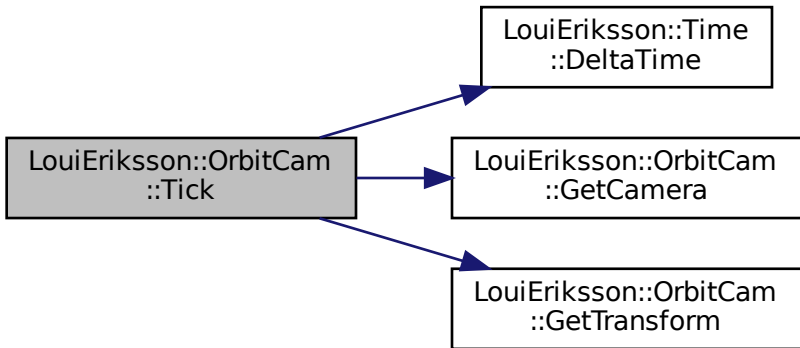 LouiEriksson::OrbitCam
::Tick
LouiEriksson::Time
::DeltaTime
LouiEriksson::OrbitCam
::GetCamera
LouiEriksson::OrbitCam
::GetTransform